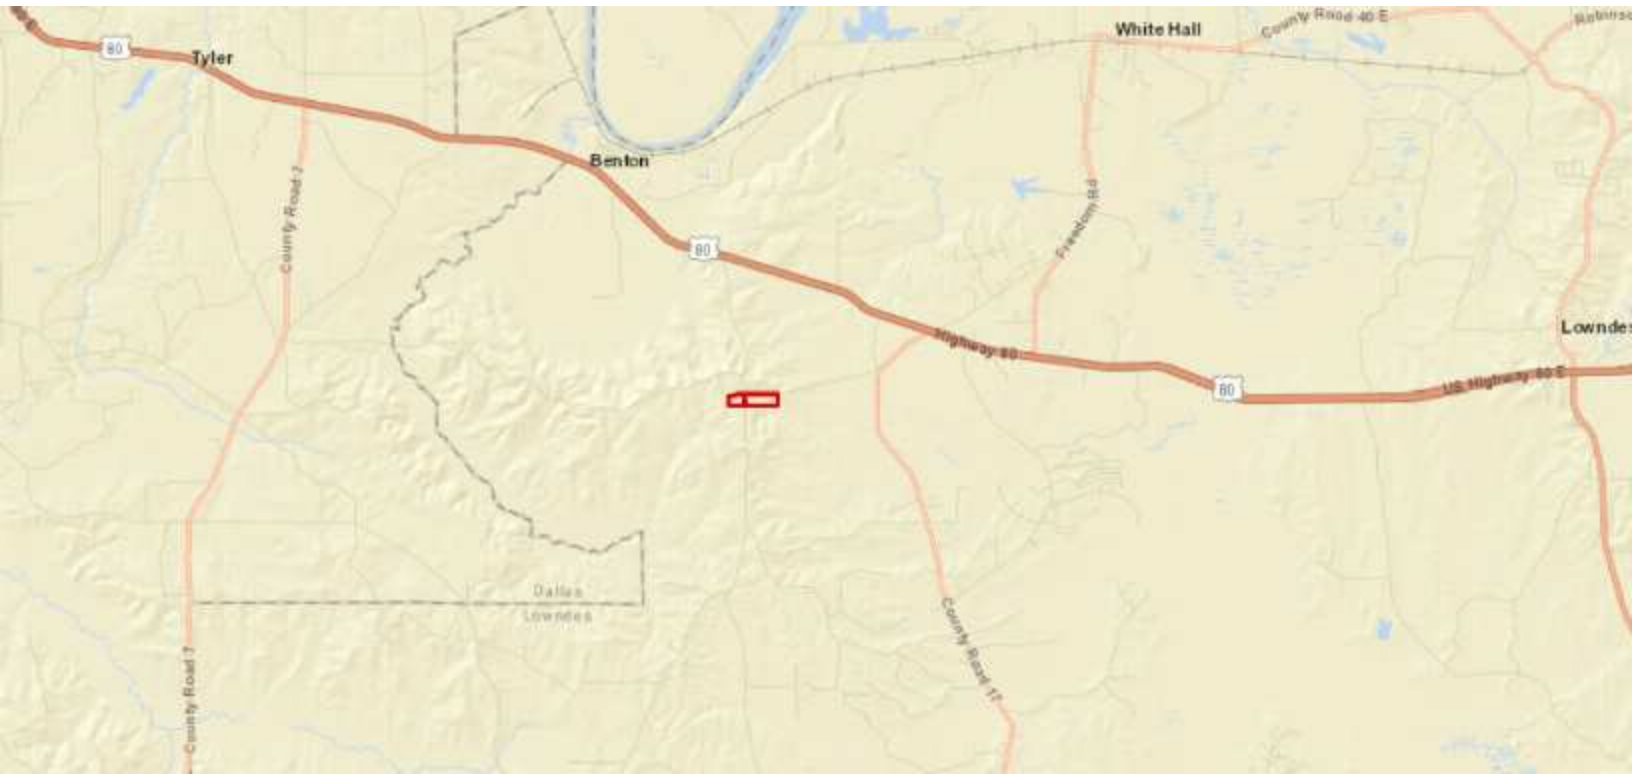 White Hall
County Road 40 E
80
Tyler
Benton
County Road 7
Freedom Rd
80
Highway 80
80
US Highway 80 E
Dallas
Lowndes
County Road 17
County Road 7